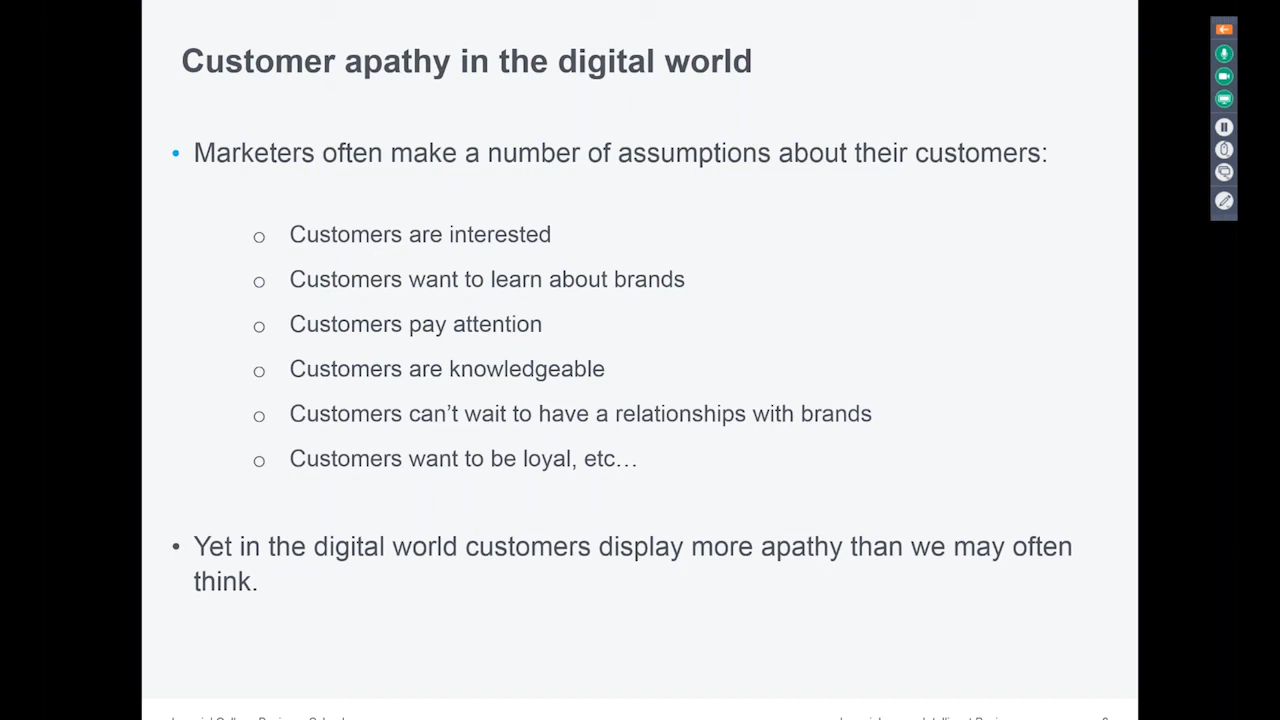 Customer apathy in the digital world
• Marketers often make a number of assumptions about their customers:
o Customers are interested
o Customers want to learn about brands
o Customers pay attention
o Customers are knowledgeable
o Customers can’t wait to have a relationships with brands
o Customers want to be loyal, etc…
• Yet in the digital world customers display more apathy than we may often
think.